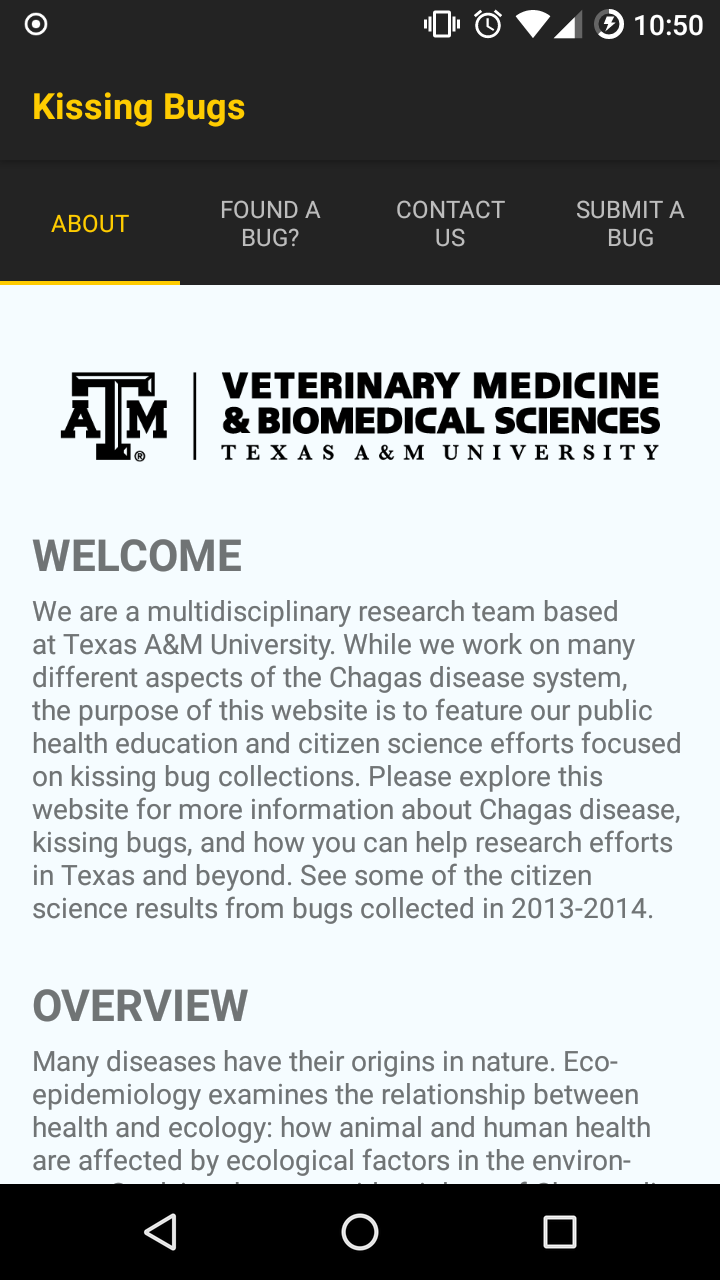 10:50
Kissing Bugs
ABOUT
FOUND A
BUG?
CONTACT
US
SUBMIT A
BUG
ATM®
VETERINARY MEDICINE
& BIOMEDICAL SCIENCES
TEXAS A&M UNIVERSITY
WELCOME
We are a multidisciplinary research team based
at Texas A&M University. While we work on many
different aspects of the Chagas disease system,
the purpose of this website is to feature our public
health education and citizen science efforts focused
on kissing bug collections. Please explore this
website for more information about Chagas disease,
kissing bugs, and how you can help research efforts
in Texas and beyond. See some of the citizen
science results from bugs collected in 2013-2014.
OVERVIEW
Many diseases have their origins in nature. Eco-
epidemiology examines the relationship between
health and ecology: how animal and human health
are affected by ecological factors in the environ-